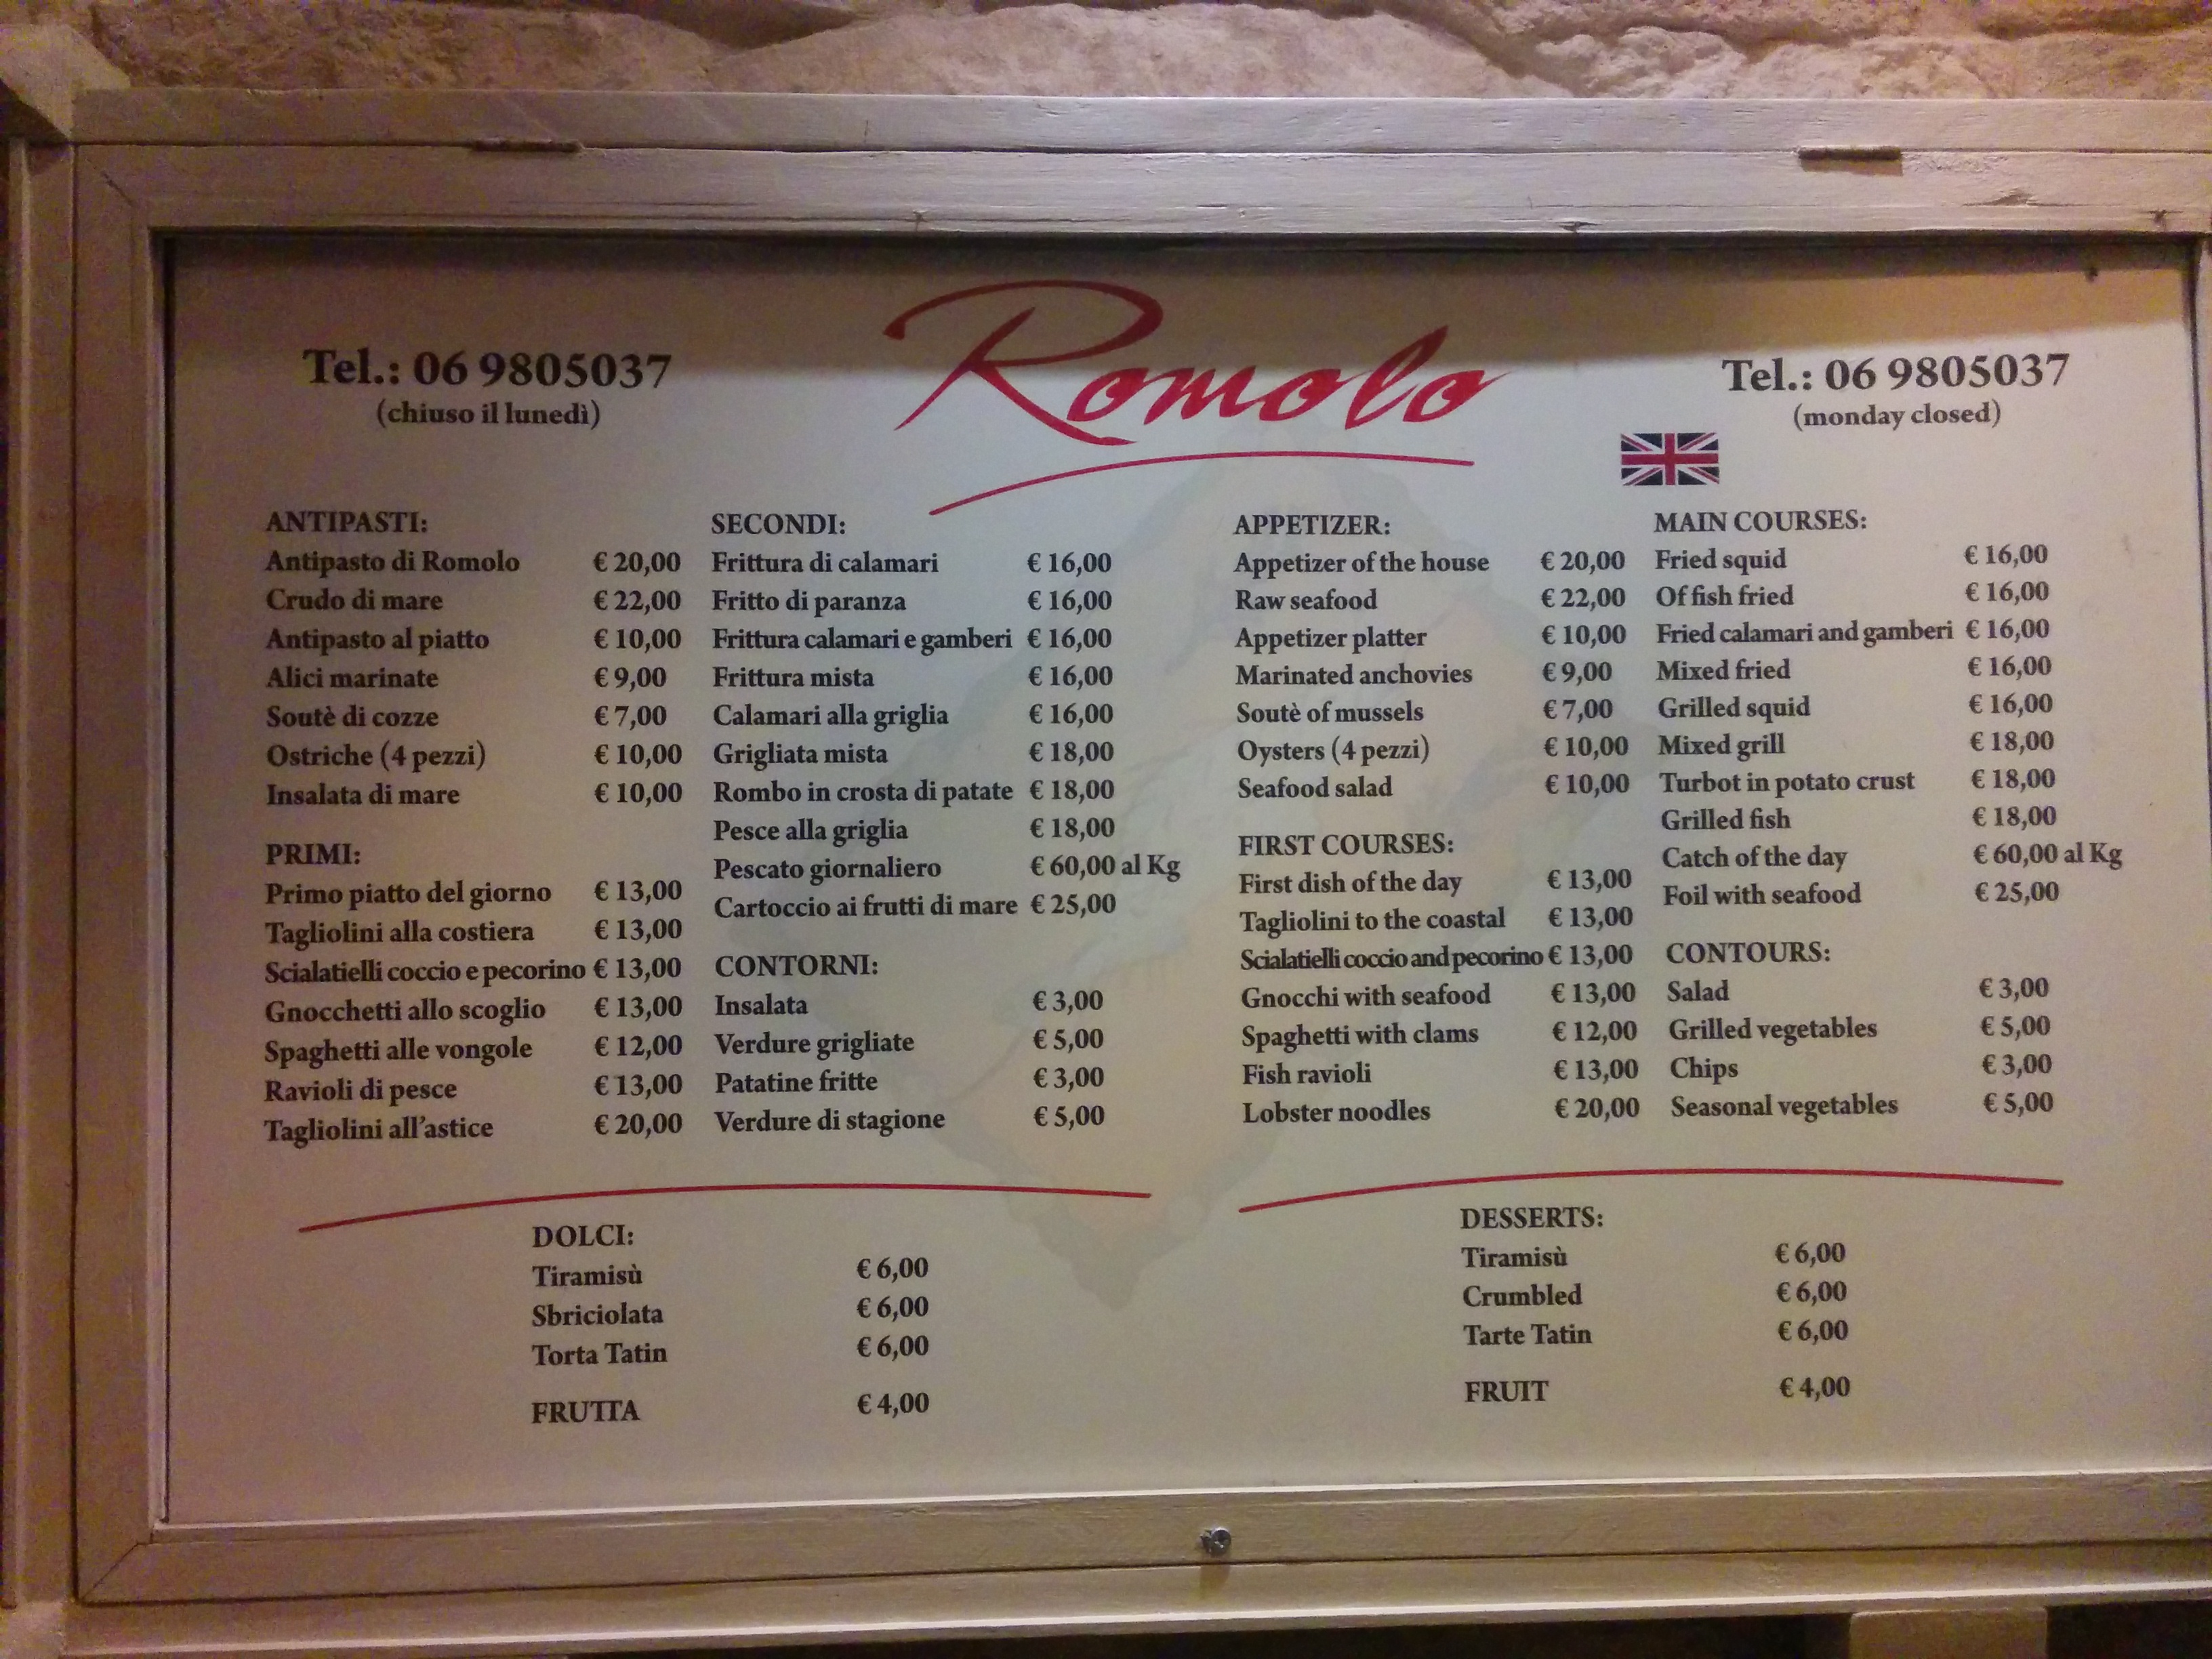 Romolo
Tel.: 06 9805037
(chiuso il lunedì)
Tel.: 06 9805037
(monday closed)
ANTIPASTI:
Antipasto di Romolo € 20,00
Crudo di mare € 22,00
Antipasto al piatto € 10,00
Alici marinate € 9,00
Soutè di cozze € 7,00
Ostriche (4 pezzi) € 10,00
Insalata di mare € 10,00
PRIMI:
Primo piatto del giorno € 13,00
Tagliolini alla costiera € 13,00
Scialatielli coccio e pecorino € 13,00
Gnocchetti allo scoglio € 13,00
Spaghetti alle vongole € 12,00
Ravioli di pesce € 13,00
Tagliolini all'astice € 20,00
SECONDI:
Frittura di calamari € 16,00
Fritto di paranza € 16,00
Frittura calamari e gamberi € 16,00
Frittura mista € 16,00
Calamari alla griglia € 16,00
Grigliata mista € 18,00
Rombo in crosta di patate € 18,00
Pesce alla griglia € 18,00
Pescato giornaliero € 60,00 al Kg
Cartoccio ai frutti di mare € 25,00
CONTORNI:
Insalata € 3,00
Verdure grigliate € 5,00
Patatine fritte € 3,00
Verdure di stagione € 5,00
DOLCI:
Tiramisù € 6,00
Sbriciolata € 6,00
Torta Tatin € 6,00
FRUTTA € 4,00
APPETIZER:
Appetizer of the house € 20,00
Raw seafood € 22,00
Appetizer platter € 10,00
Marinated anchovies € 9,00
Soutè of mussels € 7,00
Oysters (4 pezzi) € 10,00
Seafood salad € 10,00
FIRST COURSES:
First dish of the day € 13,00
Tagliolini to the coastal € 13,00
Scialatielli coccio and pecorino € 13,00
Gnocchi with seafood € 13,00
Spaghetti with clams € 12,00
Fish ravioli € 13,00
Lobster noodles € 20,00
MAIN COURSES:
Fried squid € 16,00
Of fish fried € 16,00
Fried calamari and gamberi € 16,00
Mixed fried € 16,00
Grilled squid € 16,00
Mixed grill € 18,00
Turbot in potato crust € 18,00
Grilled fish € 18,00
Catch of the day € 60,00 al Kg
Foil with seafood € 25,00
CONTOURS:
Salad € 3,00
Grilled vegetables € 5,00
Chips € 3,00
Seasonal vegetables € 5,00
DESSERTS:
Tiramisù € 6,00
Crumbled € 6,00
Tarte Tatin € 6,00
FRUIT € 4,00